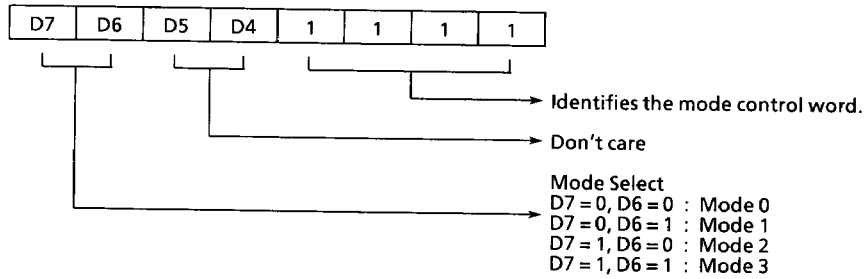 D7 D6 D5 D4 1 1 1 1
Identifies the mode control word.
Don't care
Mode Select
D7 = 0, D6 = 0 : Mode 0
D7 = 0, D6 = 1 : Mode 1
D7 = 1, D6 = 0 : Mode 2
D7 = 1, D6 = 1 : Mode 3